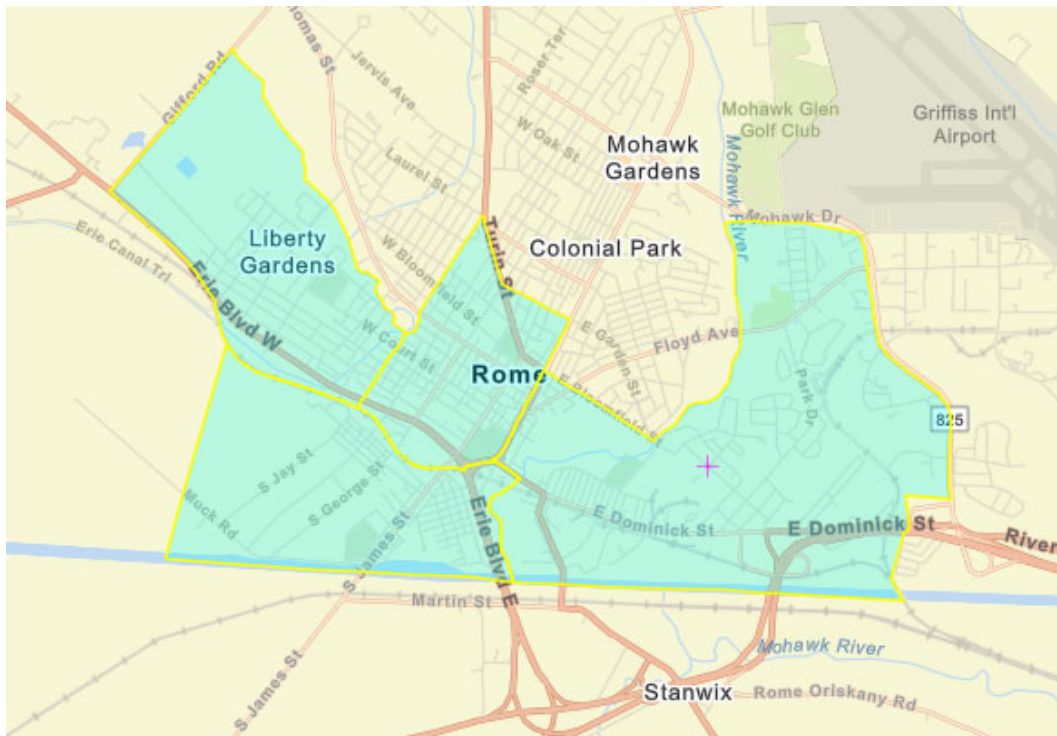 Gifford Rd
Thomas St
Jervis Ave
Roser Ter
W Oak St
Laurel St
Mohawk Glen
Golf Club
Griffiss Int'l
Airport
Mohawk
Gardens
Mohawk River
Mohawk Dr
Erie Canal Trl
Liberty
Gardens
W Bloomfield St
Turin St
Colonial Park
Erie Blvd W
W Court St
E Garden St
Floyd Ave
Rome
E Bloomfield St
Park Dr
825
S Jay St
S George St
Muck Rd
S James St
Erie Blvd E
E Dominick St
E Dominick St
River
Martin St
Mohawk River
S James St
Stanwix
Rome Oriskany Rd